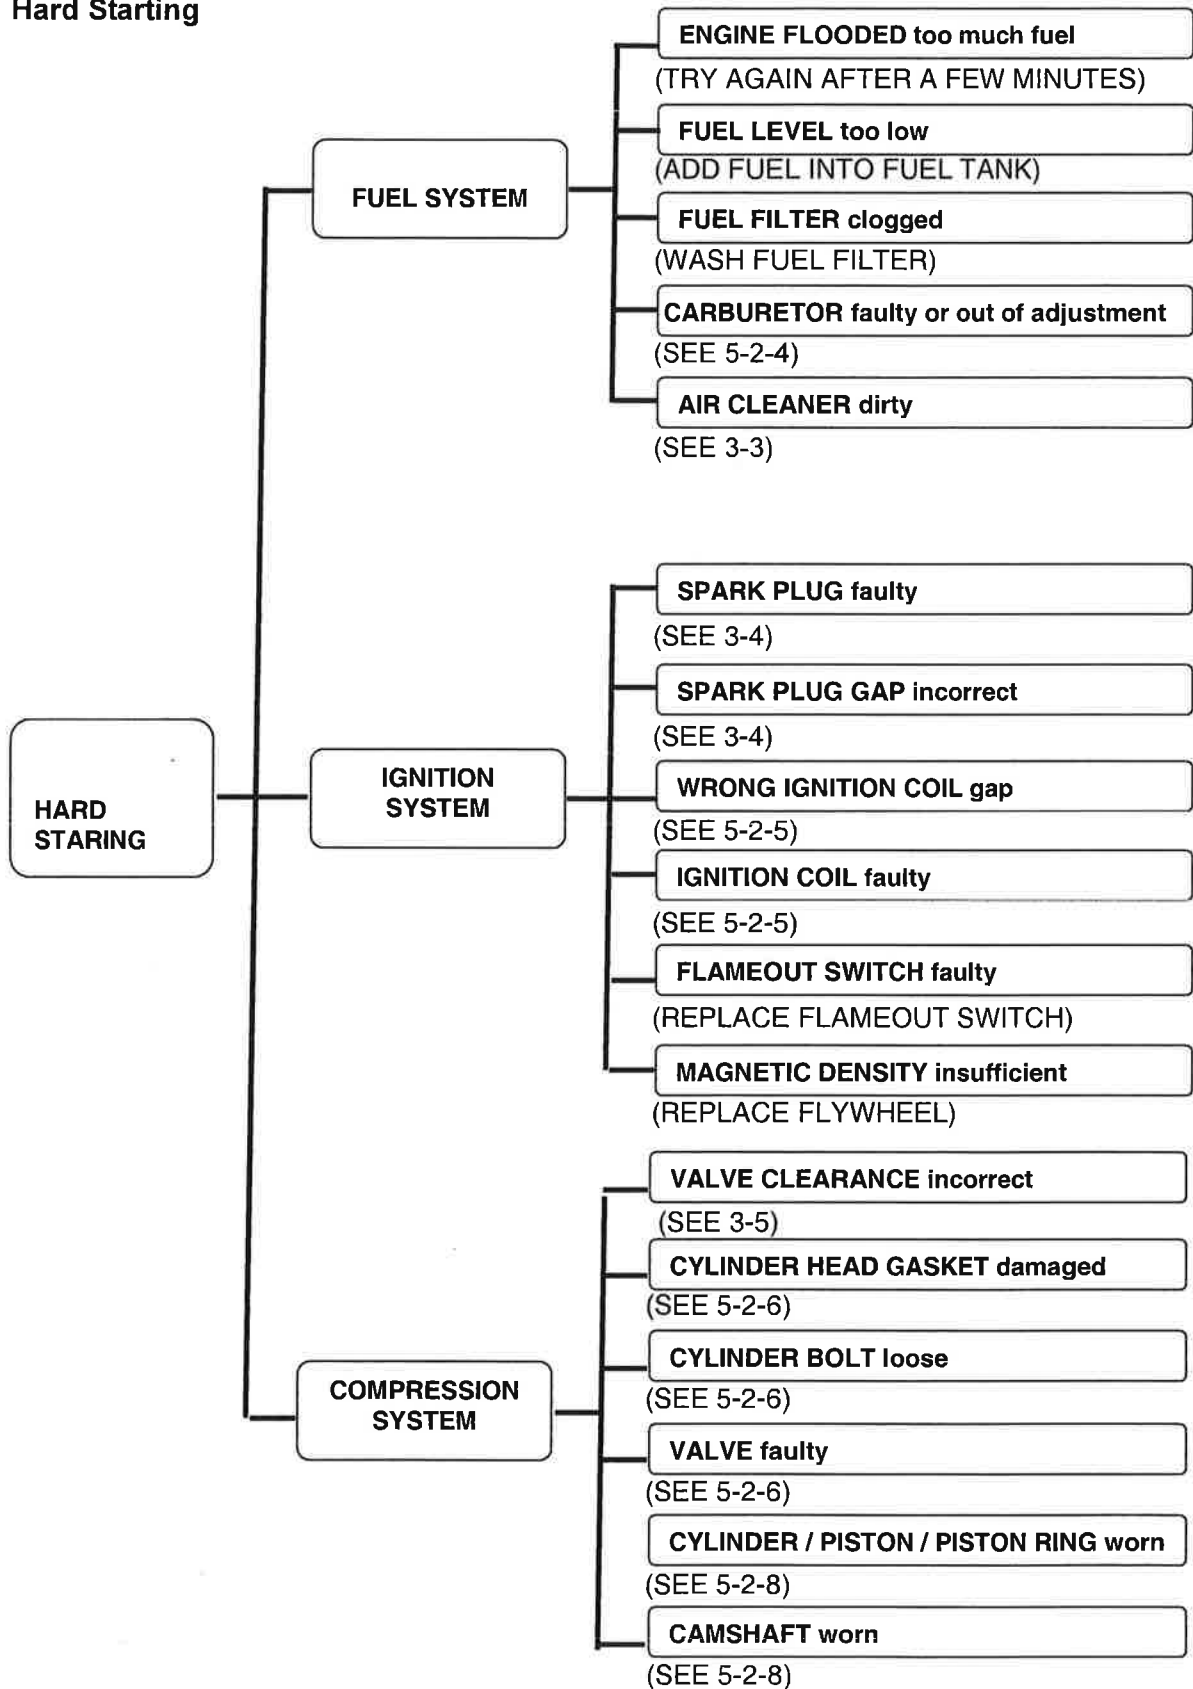 Hard Starting
ENGINE FLOODED too much fuel
(TRY AGAIN AFTER A FEW MINUTES)
FUEL LEVEL too low
(ADD FUEL INTO FUEL TANK)
FUEL SYSTEM
FUEL FILTER clogged
(WASH FUEL FILTER)
CARBURETOR faulty or out of adjustment
(SEE 5-2-4)
AIR CLEANER dirty
(SEE 3-3)
SPARK PLUG faulty
(SEE 3-4)
SPARK PLUG GAP incorrect
(SEE 3-4)
HARD
STARING
IGNITION
SYSTEM
WRONG IGNITION COIL gap
(SEE 5-2-5)
IGNITION COIL faulty
(SEE 5-2-5)
FLAMEOUT SWITCH faulty
(REPLACE FLAMEOUT SWITCH)
MAGNETIC DENSITY insufficient
(REPLACE FLYWHEEL)
VALVE CLEARANCE incorrect
(SEE 3-5)
CYLINDER HEAD GASKET damaged
(SEE 5-2-6)
CYLINDER BOLT loose
(SEE 5-2-6)
COMPRESSION
SYSTEM
VALVE faulty
(SEE 5-2-6)
CYLINDER / PISTON / PISTON RING worn
(SEE 5-2-8)
CAMSHAFT worn
(SEE 5-2-8)